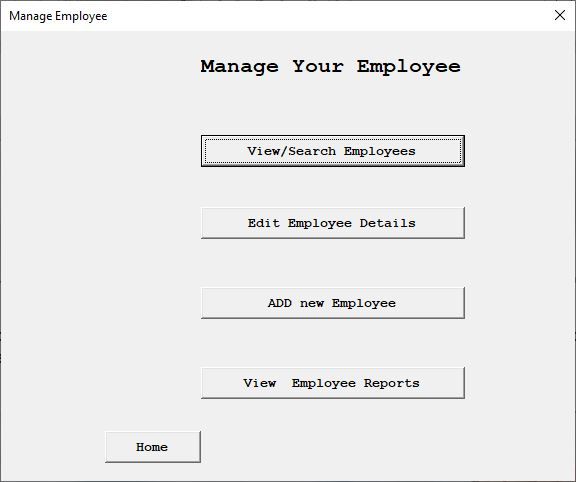 Manage Employee
Manage Your Employee
View/Search Employees
Edit Employee Details
ADD new Employee
View  Employee Reports
Home